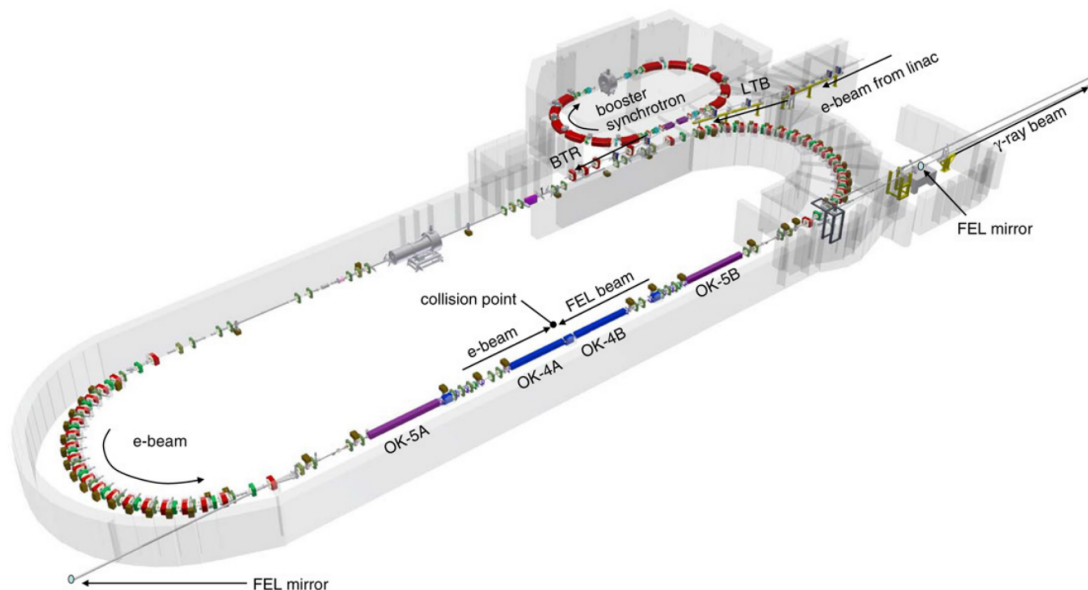 booster
synchrotron
LTB
e-beam from linac
BTR
γ-ray beam
FEL mirror
OK-5B
collision point
FEL beam
e-beam
OK-4B
OK-4A
OK-5A
e-beam
FEL mirror